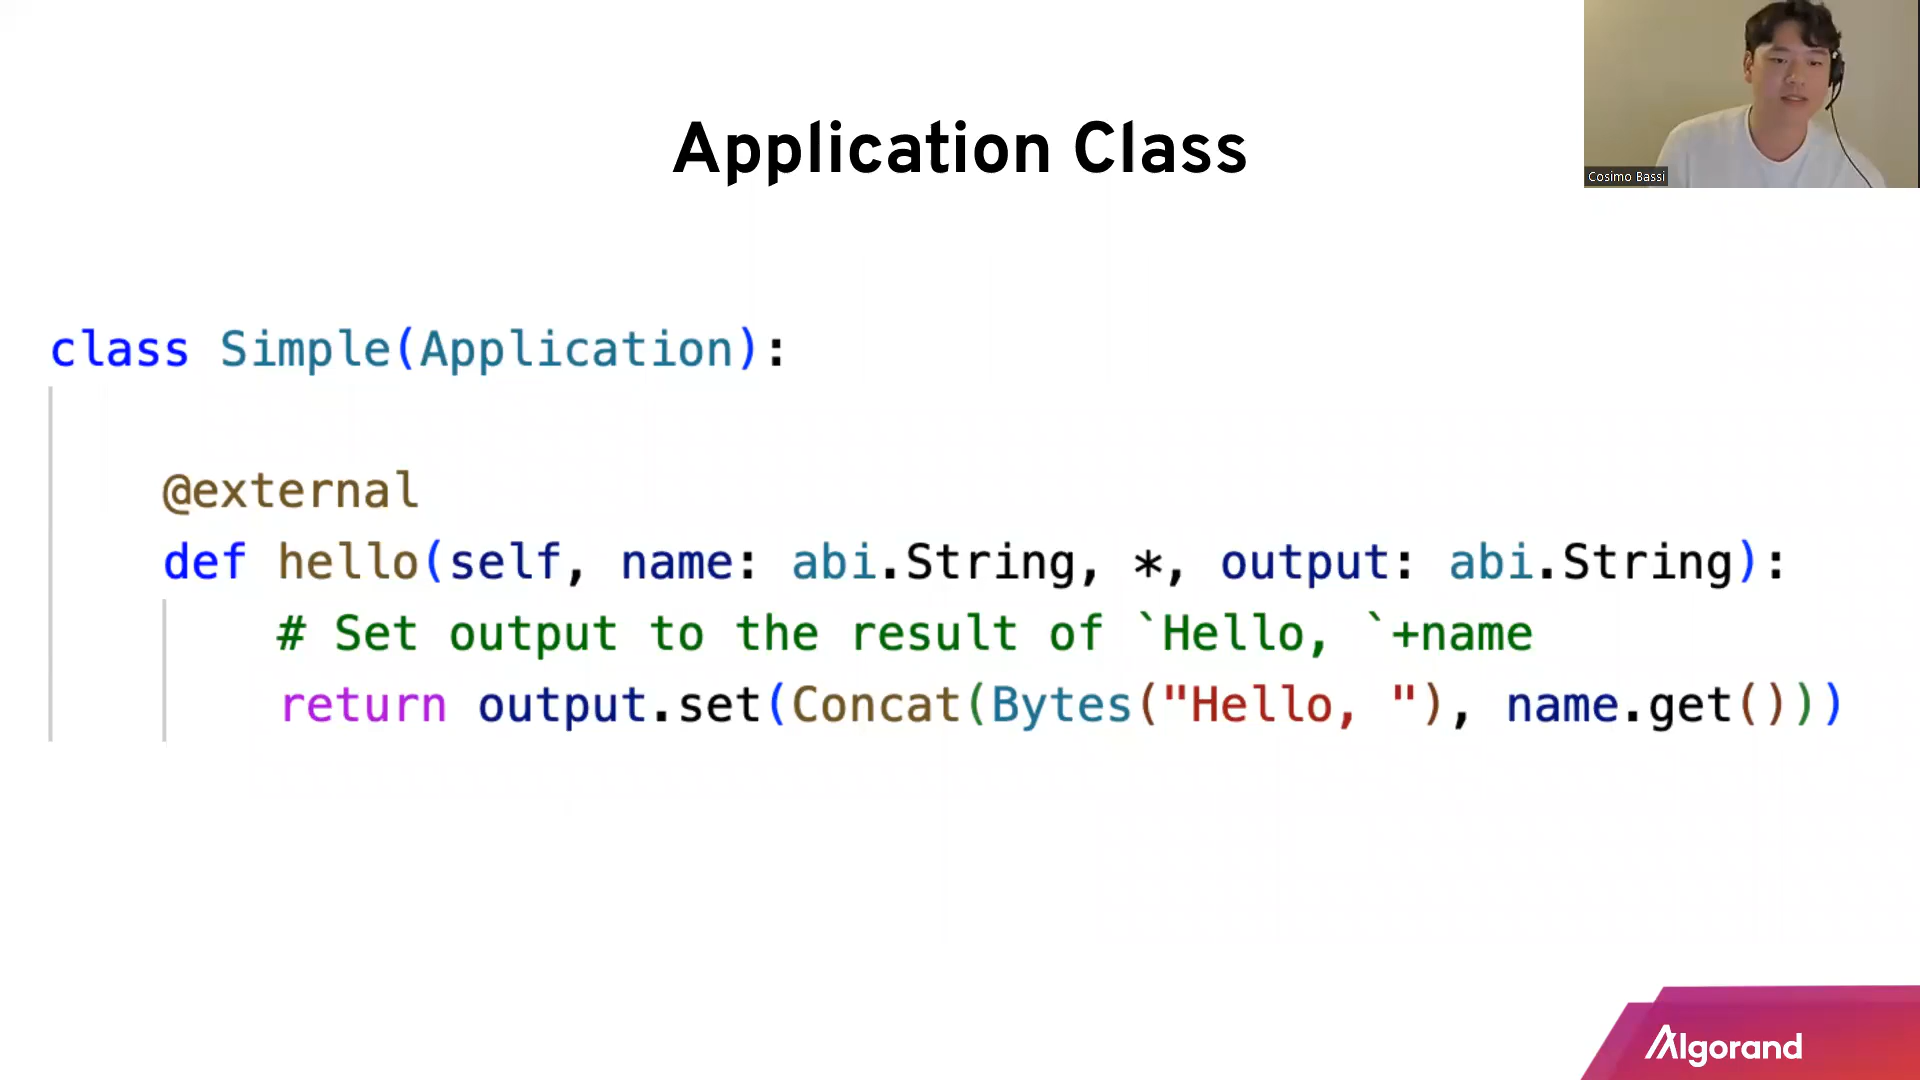 Application Class
Cosimo Bassi
class Simple(Application):
@external
def hello(self, name: abi.String, *, output: abi.String):
# Set output to the result of `Hello, `+name
return output.set(Concat(Bytes("Hello, "), name.get()))
Algorand